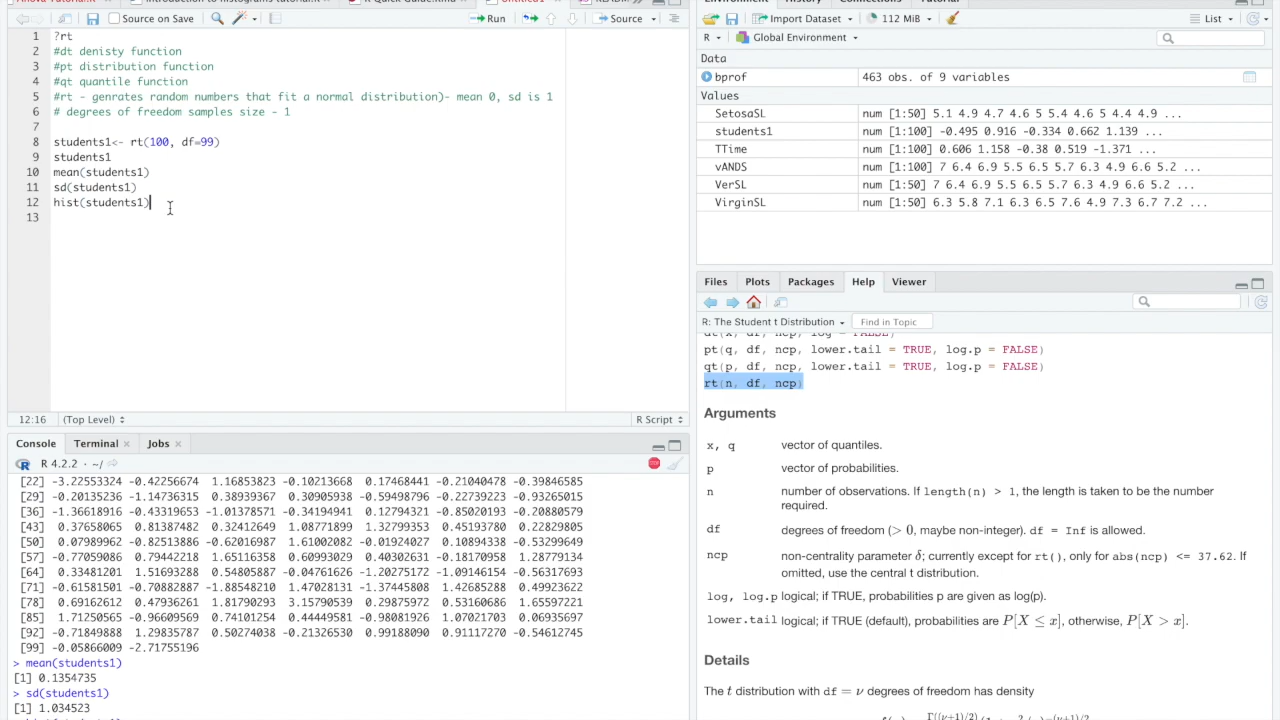 Source on Save
Run
Source
1 ?rt
2 #dt denisty function
3 #pt distribution function
4 #qt quantile function
5 #rt - genrates random numbers that fit a normal distribution)- mean 0, sd is 1
6 # degrees of freedom samples size - 1
7
8 students1<- rt(100, df=99)
9 students1
10 mean(students1)
11 sd(students1)
12 hist(students1)
13
12:16 (Top Level) R Script
Console Terminal Jobs
R 4.2.2 · ~/
[22] -3.22553324 -0.42256674 1.16853823 -0.10213668 0.17468441 -0.21040478 -0.39846585
[29] -0.20135236 -1.14736315 0.38939367 0.30905938 -0.59498796 -0.22739223 -0.93265015
[36] -1.36618916 -0.43319653 -1.01378571 -0.34194941 0.12794321 -0.85020193 -0.20880579
[43] 0.37658065 0.81387482 0.32412649 1.08771899 1.32799353 0.45193780 0.22829805
[50] 0.07989962 -0.82513886 -0.62016987 1.61002082 -0.01924027 0.10894338 -0.53299649
[57] -0.77059086 0.79442218 1.65116358 0.60993029 0.40302631 -0.18170958 1.28779134
[64] 0.33481201 1.51693288 0.54805887 -0.04761626 -1.20275172 -1.09146154 -0.56317693
[71] -0.61581501 -0.70882887 -1.88548210 1.47028131 -1.37445808 1.42685288 0.49923622
[78] 0.69162612 0.47936261 1.81790293 3.15790539 0.29875972 0.53160686 1.65597221
[85] 1.71250565 -0.96609569 0.74101254 0.44449581 -0.98081926 1.07021703 0.06935697
[92] -0.71849888 1.29835787 0.50274038 -0.21326530 0.99188090 0.91117270 -0.54612745
[99] -0.05866009 -2.71755196
> mean(students1)
[1] 0.1354735
> sd(students1)
[1] 1.034523
Import Dataset 112 MiB List
R Global Environment
Data
bprof 463 obs. of 9 variables
Values
SetosaSL num [1:50] 5.1 4.9 4.7 4.6 5 5.4 4.6 5 4.4 4.9 ...
students1 num [1:100] -0.495 0.916 -0.334 0.662 1.139 ...
TTime num [1:100] 0.606 1.158 -0.38 0.519 -1.371 ...
vANDS num [1:100] 7 6.4 6.9 5.5 6.5 5.7 6.3 4.9 6.6 5.2 ...
VerSL num [1:50] 7 6.4 6.9 5.5 6.5 5.7 6.3 4.9 6.6 5.2 ...
VirginSL num [1:50] 6.3 5.8 7.1 6.3 6.5 7.6 4.9 7.3 6.7 7.2 ...
Files Plots Packages Help Viewer
R: The Student t Distribution Find in Topic
dt(x, df, ncp, log = FALSE)
pt(q, df, ncp, lower.tail = TRUE, log.p = FALSE)
qt(p, df, ncp, lower.tail = TRUE, log.p = FALSE)
rt(n, df, ncp)
Arguments
x, q vector of quantiles.
p vector of probabilities.
n number of observations. If length(n) > 1, the length is taken to be the number
required.
df degrees of freedom (> 0, maybe non-integer). df = Inf is allowed.
ncp non-centrality parameter δ; currently except for rt(), only for abs(ncp) <= 37.62. If
omitted, use the central t distribution.
log, log.p logical; if TRUE, probabilities p are given as log(p).
lower.tail logical; if TRUE (default), probabilities are P[X ≤ x], otherwise, P[X > x].
Details
The t distribution with df = ν degrees of freedom has density